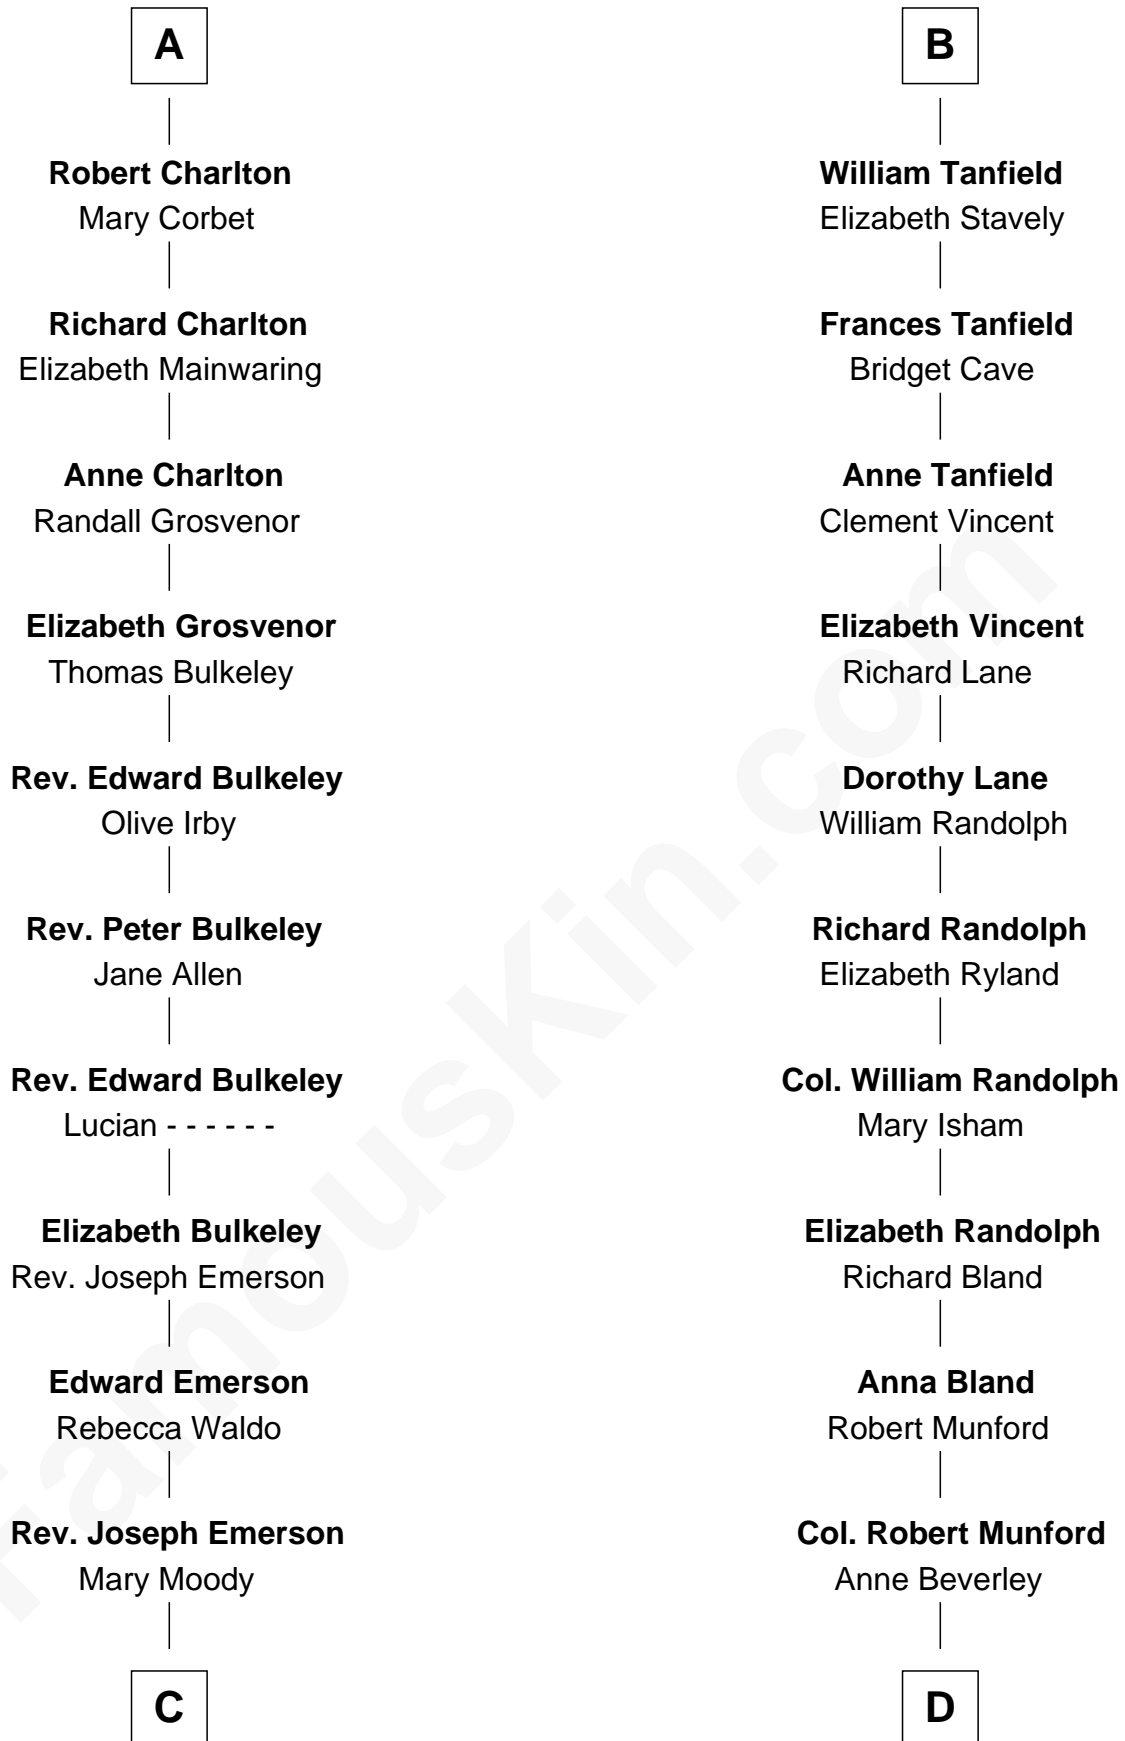 A
Robert Charlton
Mary Corbet
Richard Charlton
Elizabeth Mainwaring
Anne Charlton
Randall Grosvenor
Elizabeth Grosvenor
Thomas Bulkeley
Rev. Edward Bulkeley
Olive Irby
Rev. Peter Bulkeley
Jane Allen
Rev. Edward Bulkeley
Lucian - - - - - -
Elizabeth Bulkeley
Rev. Joseph Emerson
Edward Emerson
Rebecca Waldo
Rev. Joseph Emerson
Mary Moody
C
B
William Tanfield
Elizabeth Stavely
Frances Tanfield
Bridget Cave
Anne Tanfield
Clement Vincent
Elizabeth Vincent
Richard Lane
Dorothy Lane
William Randolph
Richard Randolph
Elizabeth Ryland
Col. William Randolph
Mary Isham
Elizabeth Randolph
Richard Bland
Anna Bland
Robert Munford
Col. Robert Munford
Anne Beverley
D
FamousKin.com